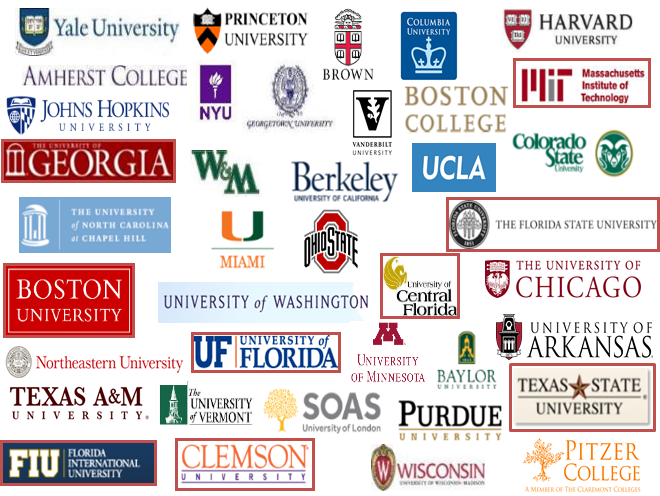 Yale University
PRINCETON
UNIVERSITY
BROWN
COLUMBIA
UNIVERSITY
HARVARD
UNIVERSITY
AMHERST COLLEGE
NYU
GEORGETOWN UNIVERSITY
BOSTON
COLLEGE
MIT
Massachusetts
Institute of
Technology
JOHNS HOPKINS
UNIVERSITY
V
VANDERBILT
UNIVERSITY
THE UNIVERSITY OF
GEORGIA
W&M
Berkeley
UNIVERSITY OF CALIFORNIA
UCLA
Colorado
State
University
THE UNIVERSITY
of NORTH CAROLINA
at CHAPEL HILL
U
MIAMI
OHIO STATE
THE FLORIDA STATE UNIVERSITY
BOSTON
UNIVERSITY
UNIVERSITY of WASHINGTON
University of
Central
Florida
THE UNIVERSITY OF
CHICAGO
Northeastern University
UF UNIVERSITY of
FLORIDA
M
UNIVERSITY
OF MINNESOTA
BAYLOR
UNIVERSITY
UNIVERSITY OF
ARKANSAS
TEXAS A&M
UNIVERSITY®
The
UNIVERSITY
of VERMONT
SOAS
University of London
PURDUE
UNIVERSITY
TEXAS STATE
UNIVERSITY
FIU
FLORIDA
INTERNATIONAL
UNIVERSITY
CLEMSON
UNIVERSITY
W
WISCONSIN
UNIVERSITY OF WISCONSIN–MADISON
PITZER
COLLEGE
A MEMBER OF THE CLAREMONT COLLEGES